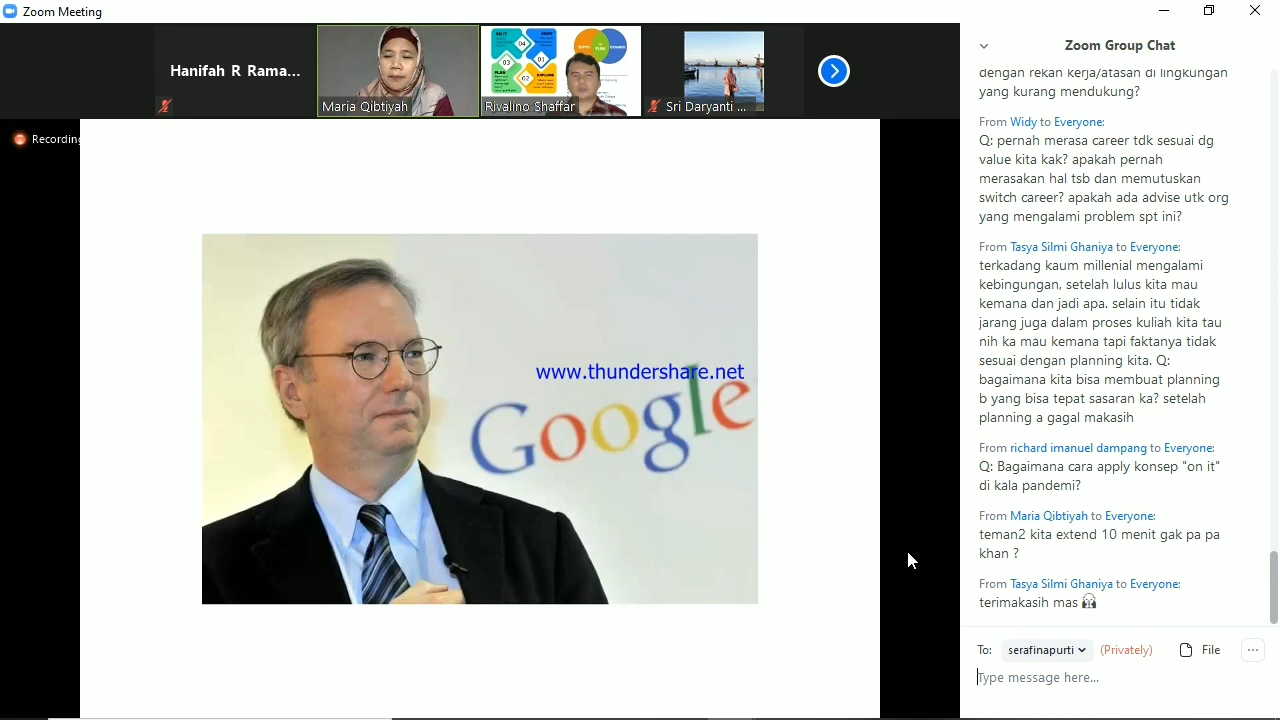 Zoom Meeting
Hanifah R Rama...
Maria Qibtiyah
Rivalino Shaffar
Sri Daryanti ...
Recording
www.thundershare.net
Google
Zoom Group Chat
yang kurang mendukung?
From Widy to Everyone:
Q: pernah merasa career tdk sesuai dg
value kita kak? apakah pernah
merasakan hal tsb dan memutuskan
switch career? apakah ada advise utk org
yang mengalami problem spt ini?
From Tasya Silmi Ghaniya to Everyone:
terkadang kaum millenial mengalami
kebingungan, setelah lulus kita mau
kemana dan jadi apa. selain itu tidak
jarang juga dalam proses kuliah kita tau
nih ka mau kemana tapi faktanya tidak
sesuai dengan planning kita. Q:
bagaimana kita bisa membuat planning
b yang bisa tepat sasaran ka? setelah
planning a gagal makasih
From richard imanuel dampang to Everyone:
Q: Bagaimana cara apply konsep "on it"
di kala pandemi?
From Maria Qibtiyah to Everyone:
teman2 kita extend 10 menit gak pa pa
khan ?
From Tasya Silmi Ghaniya to Everyone:
terimakasih mas
To: serafinapurti (Privately) File
Type message here...